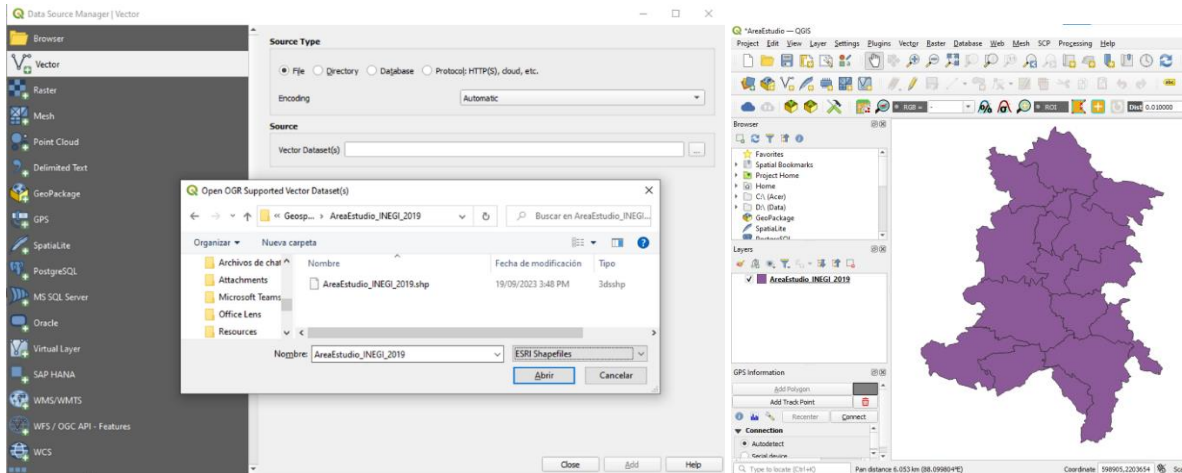 Data Source Manager | Vector
Browser
Vector
Raster
Mesh
Point Cloud
Delimited Text
GeoPackage
GPS
SpatiaLite
PostgreSQL
MS SQL Server
Oracle
Virtual Layer
SAP HANA
WMS/WMTS
WFS / OGC API - Features
WCS
Source Type
File Directory Database Protocol: HTTP(S), cloud, etc.
Encoding Automatic
Source
Vector Dataset(s) ...
Open OGR Supported Vector Dataset(s)
« Geosp... › AreaEstudio_INEGI_2019 Buscar en AreaEstudio_INEGI...
Organizar Nueva carpeta
Archivos de chat
Attachments
Microsoft Teams
Office Lens
Resources
Nombre Fecha de modificación Tipo
AreaEstudio_INEGI_2019.shp 19/09/2023 3:48 PM 3dsshp
Nombre: AreaEstudio_INEGI_2019 ESRI Shapefiles
Abrir Cancelar
Close Add Help
*AreaEstudio — QGIS
Project Edit View Layer Settings Plugins Vector Raster Database Web Mesh SCP Processing Help
RGB = - ROI Dist 0.010000
Browser
Favorites
Spatial Bookmarks
Project Home
Home
C:\ (Acer)
D:\ (Data)
GeoPackage
SpatiaLite
PostgreSQL
Layers
AreaEstudio_INEGI_2019
GPS Information
Add Polygon
Add Track Point
Recenter Connect
Connection
Autodetect
Serial device
Type to locate (Ctrl+K) Pan distance 6.053 km (88.099804°E) Coordinate 598905,2203654